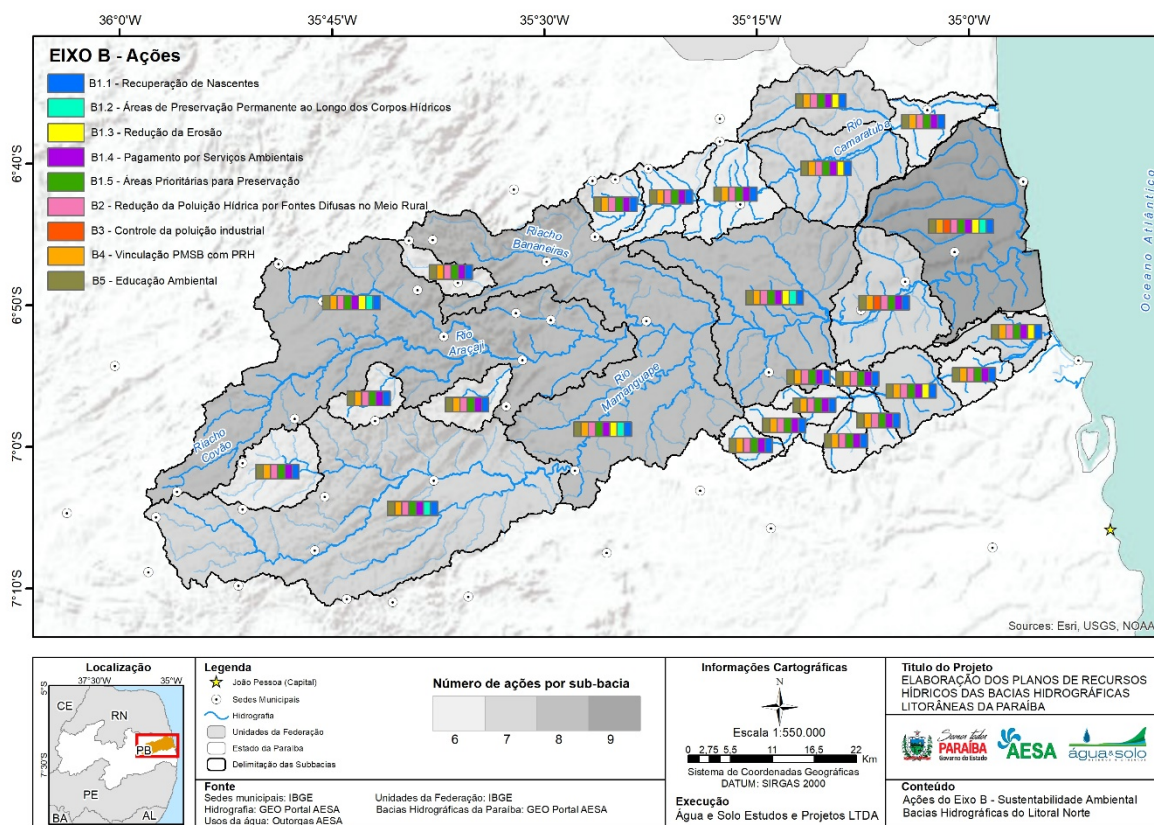 36°0'W
35°45'W
35°30'W
35°15'W
35°0'W
EIXO B - Ações
B1.1 - Recuperação de Nascentes
B1.2 - Áreas de Preservação Permanente ao Longo dos Corpos Hídricos
B1.3 - Redução da Erosão
B1.4 - Pagamento por Serviços Ambientais
B1.5 - Áreas Prioritárias para Preservação
B2 - Redução da Poluição Hídrica por Fontes Difusas no Meio Rural
B3 - Controle da poluição industrial
B4 - Vinculação PMSB com PRH
B5 - Educação Ambiental
6°40'S
6°50'S
7°0'S
7°10'S
Rio
Camaratuba
Riacho
Bananeiras
Rio
Araçaji
Rio
Mamanguape
Riacho
Covão
Oceano Atlântico
Sources: Esri, USGS, NOAA
Localização
37°30'W
35°W
5°S
7°30'S
CE
RN
PB
PE
BA
AL
Legenda
João Pessoa (Capital)
Sedes Municipais
Hidrografia
Unidades da Federação
Estado da Paraíba
Delimitação das Subbacias
Número de ações por sub-bacia
6
7
8
9
Fonte
Sedes municipais: IBGE
Hidrografia: GEO Portal AESA
Usos da água: Outorgas AESA
Unidades da Federação: IBGE
Bacias Hidrográficas da Paraíba: GEO Portal AESA
Informações Cartográficas
N
Escala 1:550.000
0 2,75 5,5 11 16,5 22
Km
Sistema de Coordenadas Geográficas
DATUM: SIRGAS 2000
Execução
Água e Solo Estudos e Projetos LTDA
Titulo do Projeto
ELABORAÇÃO DOS PLANOS DE RECURSOS
HÍDRICOS DAS BACIAS HIDROGRÁFICAS
LITORÂNEAS DA PARAÍBA
Somos todos
PARAÍBA
Governo do Estado
AESA
água&solo
Conteúdo
Ações do Eixo B - Sustentabilidade Ambiental
Bacias Hidrográficas do Litoral Norte